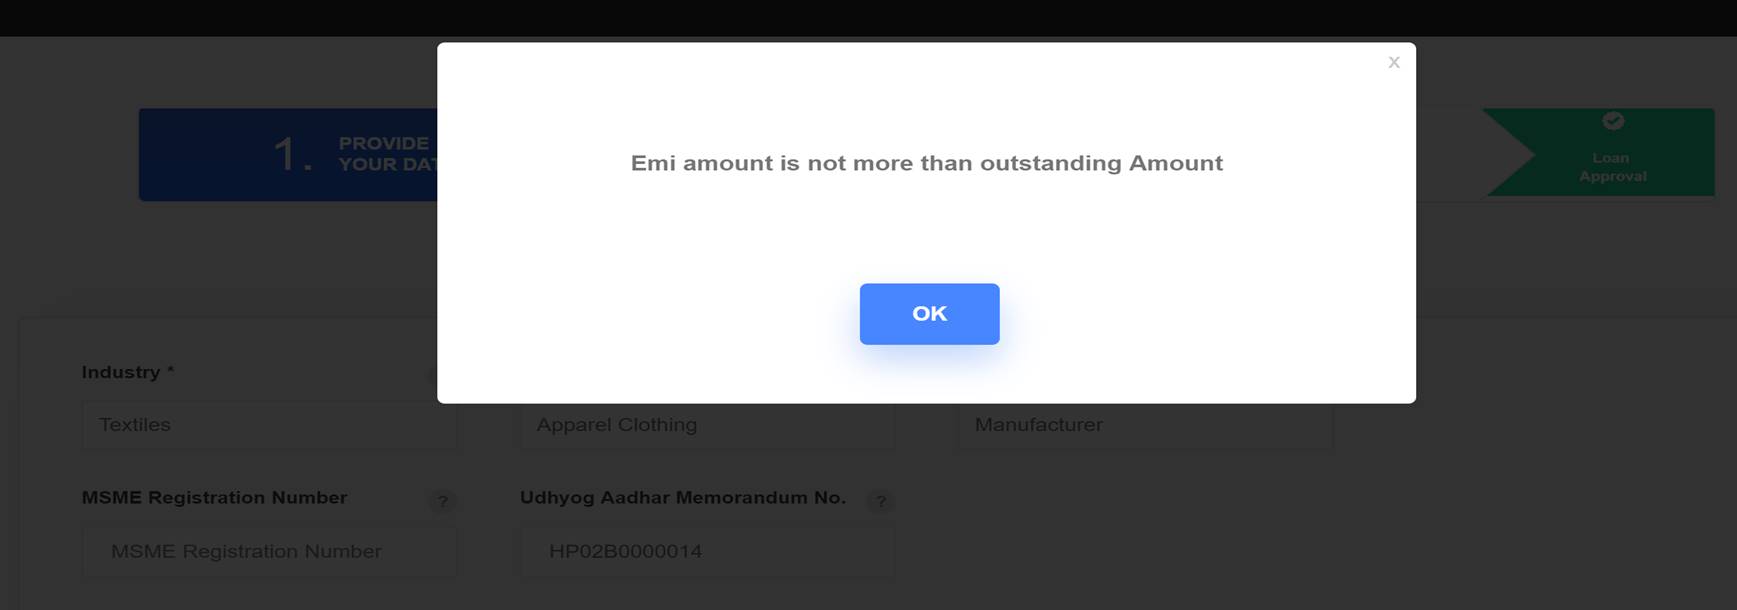 x
1. PROVIDE
YOUR DAT
Emi amount is not more than outstanding Amount
OK
Loan
Approval
Industry *
Textiles
Apparel Clothing
Manufacturer
MSME Registration Number ?
Udhyog Aadhar Memorandum No. ?
MSME Registration Number
HP02B0000014